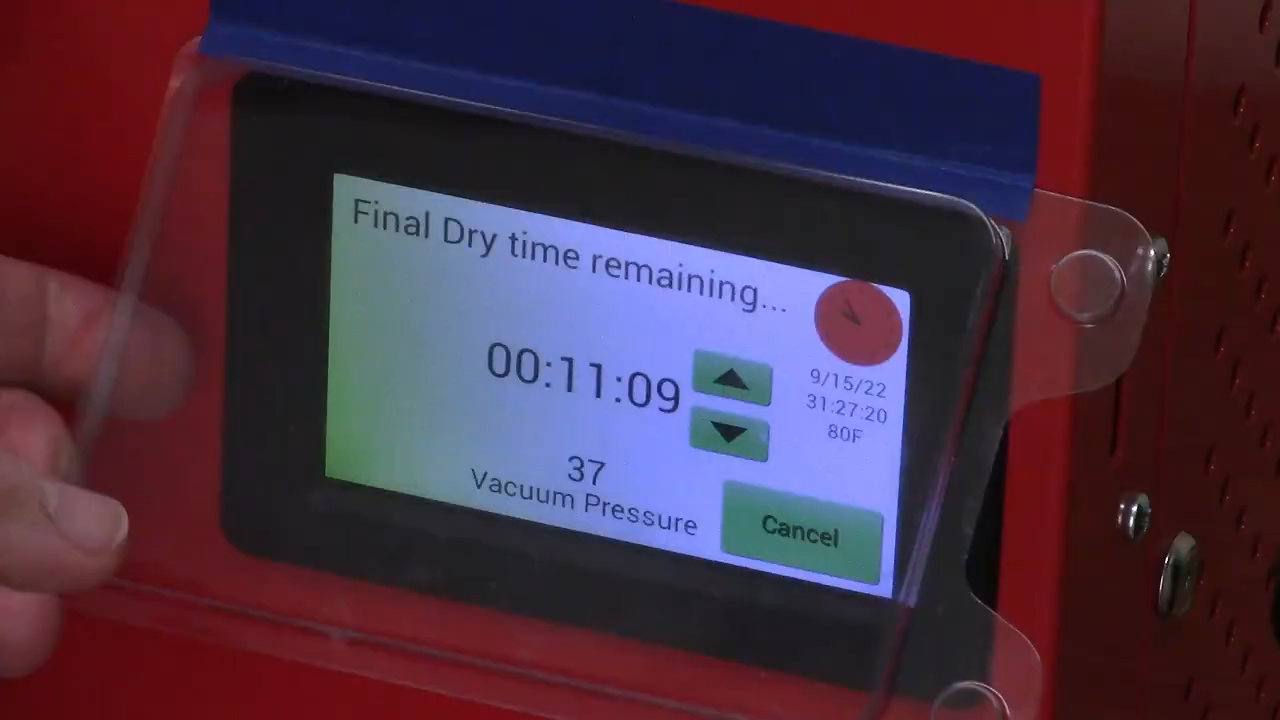 Final Dry time remaining...
00:11:09
9/15/22
31:27:20
80F
37
Vacuum Pressure
Cancel